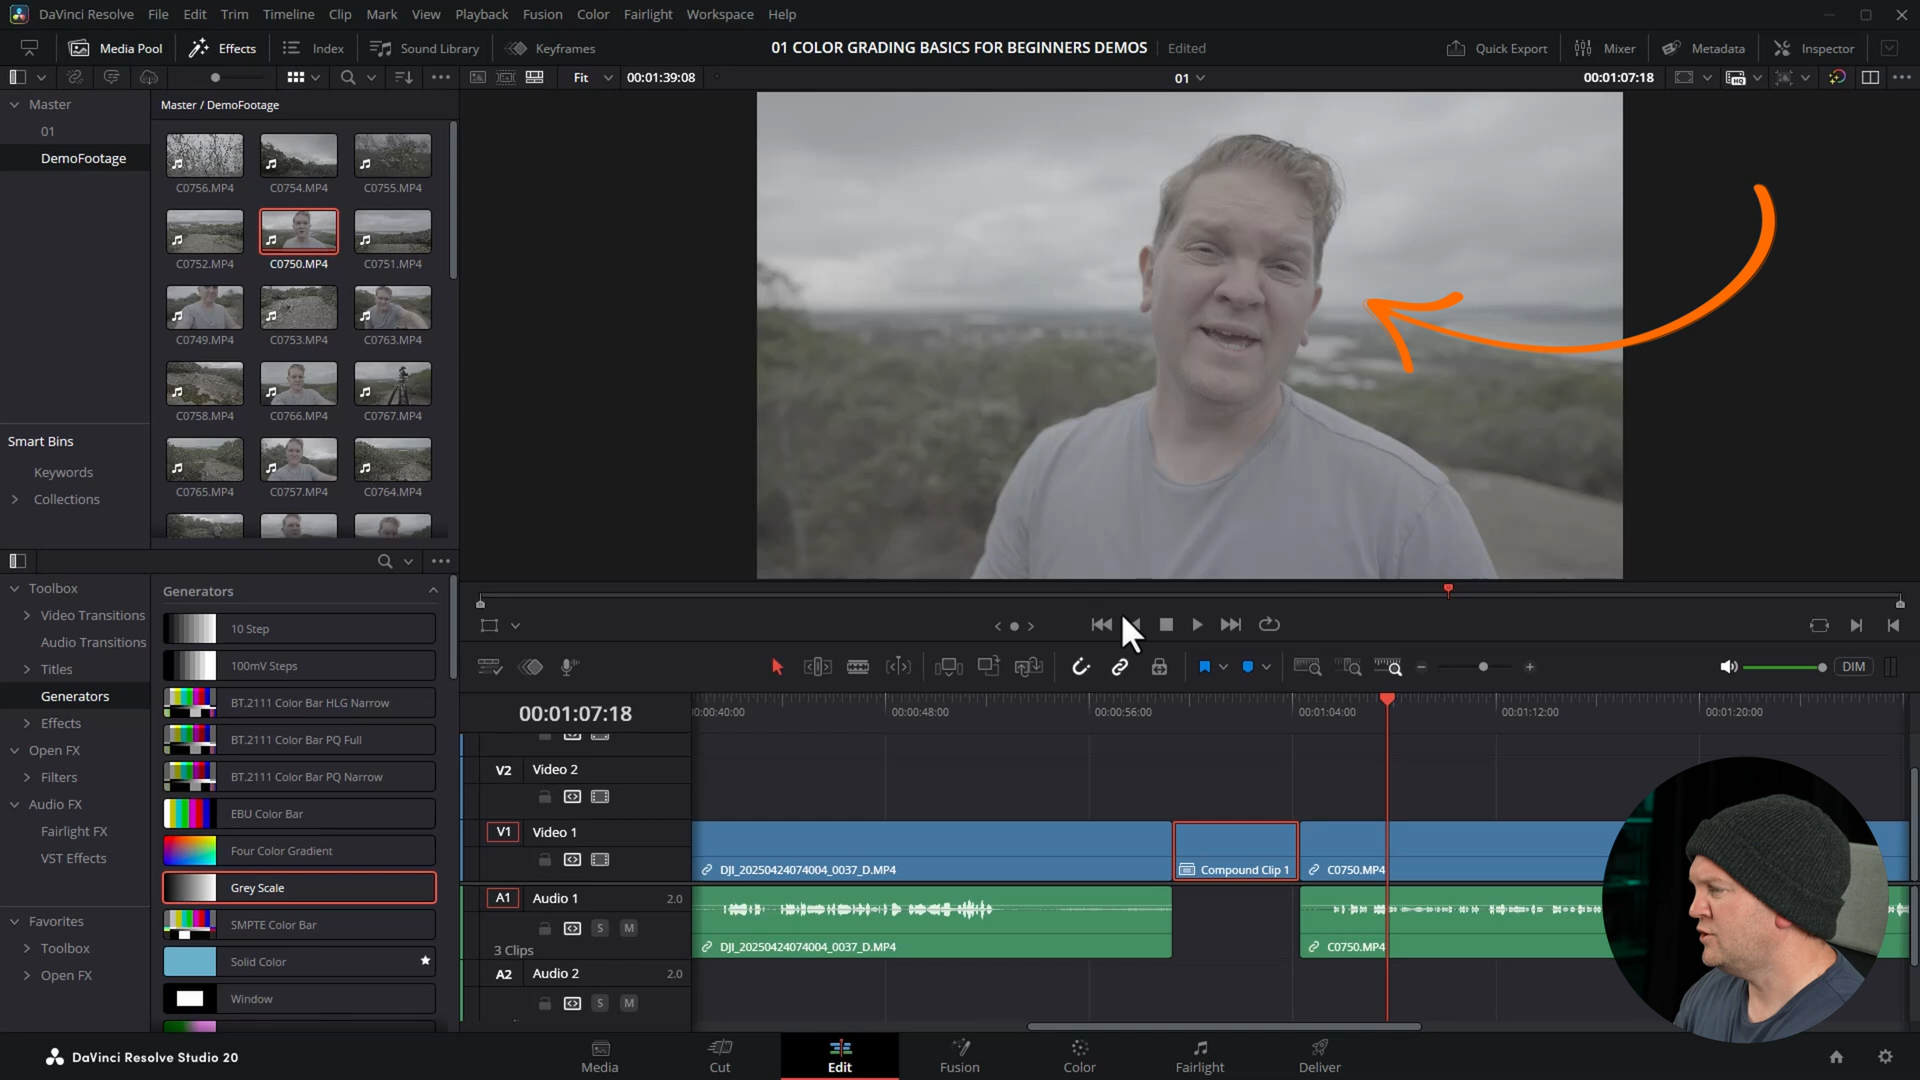 DaVinci Resolve File Edit Trim Timeline Clip Mark View Playback Fusion Color Fairlight Workspace Help
Media Pool Effects Index Sound Library Keyframes 01 COLOR GRADING BASICS FOR BEGINNERS DEMOS Edited Quick Export Mixer Metadata Inspector
Fit 00:01:39:08 01 00:01:07:18
Master
01
DemoFootage
Master / DemoFootage
C0756.MP4 C0754.MP4 C0755.MP4
C0752.MP4 C0750.MP4 C0751.MP4
C0749.MP4 C0753.MP4 C0763.MP4
C0758.MP4 C0766.MP4 C0767.MP4
C0765.MP4 C0757.MP4 C0764.MP4
Smart Bins
Keywords
Collections
Toolbox
Video Transitions
Audio Transitions
Titles
Generators
Effects
Open FX
Filters
Audio FX
Fairlight FX
VST Effects
Favorites
Toolbox
Open FX
Generators
10 Step
100mV Steps
BT.2111 Color Bar HLG Narrow
BT.2111 Color Bar PQ Full
BT.2111 Color Bar PQ Narrow
EBU Color Bar
Four Color Gradient
Grey Scale
SMPTE Color Bar
Solid Color
Window
DIM
00:01:07:18
00:00:40:00 00:00:48:00 00:00:56:00 00:01:04:00 00:01:12:00 00:01:20:00
V2 Video 2
V1 Video 1
DJI_20250424074004_0037_D.MP4 Compound Clip 1 C0750.MP4
A1 Audio 1 2.0
S M
3 Clips
DJI_20250424074004_0037_D.MP4 C0750.MP4
A2 Audio 2 2.0
S M
DaVinci Resolve Studio 20
Media Cut Edit Fusion Color Fairlight Deliver